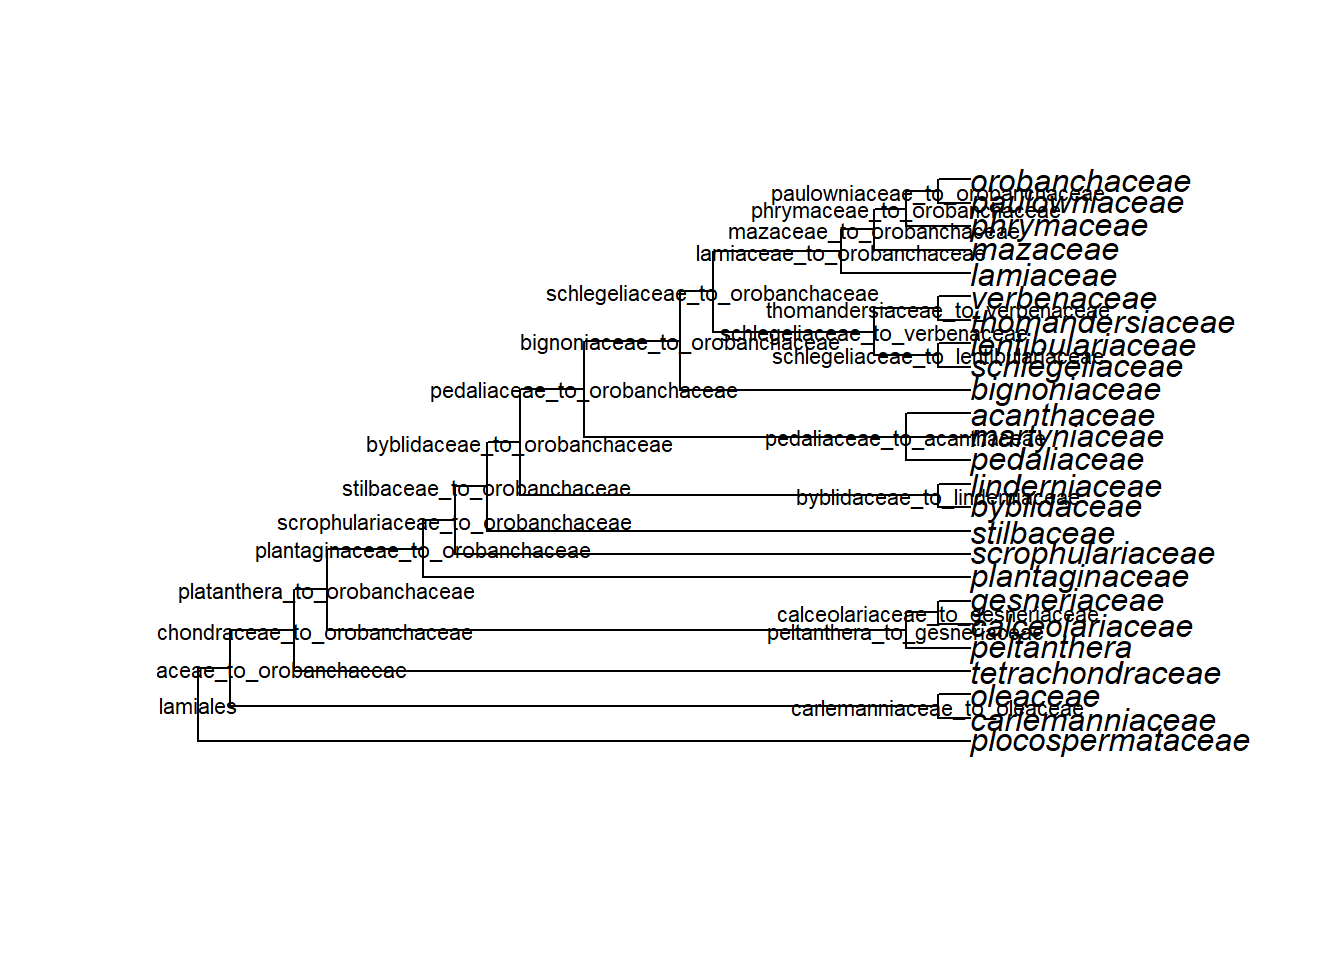 orobanchaceae
paulowniaceae_to_orobanchaceae
paulowniaceae
phrymaceae_to_orobanchaceae
phrymaceae
mazaceae_to_orobanchaceae
mazaceae
lamiaceae_to_orobanchaceae
lamiaceae
schlegeliaceae_to_orobanchaceae
verbenaceae
thomandersiaceae_to_verbenaceae
thomandersiaceae
schlegeliaceae_to_verbenaceae
bignoniaceae_to_orobanchaceae
lentibulariaceae
schlegeliaceae_to_lentibulariaceae
schlegeliaceae
pedaliaceae_to_orobanchaceae
bignoniaceae
acanthaceae
pedaliaceae_to_acanthaceae
martyniaceae
byblidaceae_to_orobanchaceae
pedaliaceae
stilbaceae_to_orobanchaceae
linderniaceae
byblidaceae_to_linderniaceae
byblidaceae
scrophulariaceae_to_orobanchaceae
stilbaceae
plantaginaceae_to_orobanchaceae
scrophulariaceae
plantaginaceae
platanthera_to_orobanchaceae
gesneriaceae
calceolariaceae_to_gesneriaceae
calceolariaceae
chondraceae_to_orobanchaceae
peltanthera_to_gesneriaceae
peltanthera
aceae_to_orobanchaceae
tetrachondraceae
oleaceae
lamiales
carlemanniaceae_to_oleaceae
carlemanniaceae
plocospermataceae